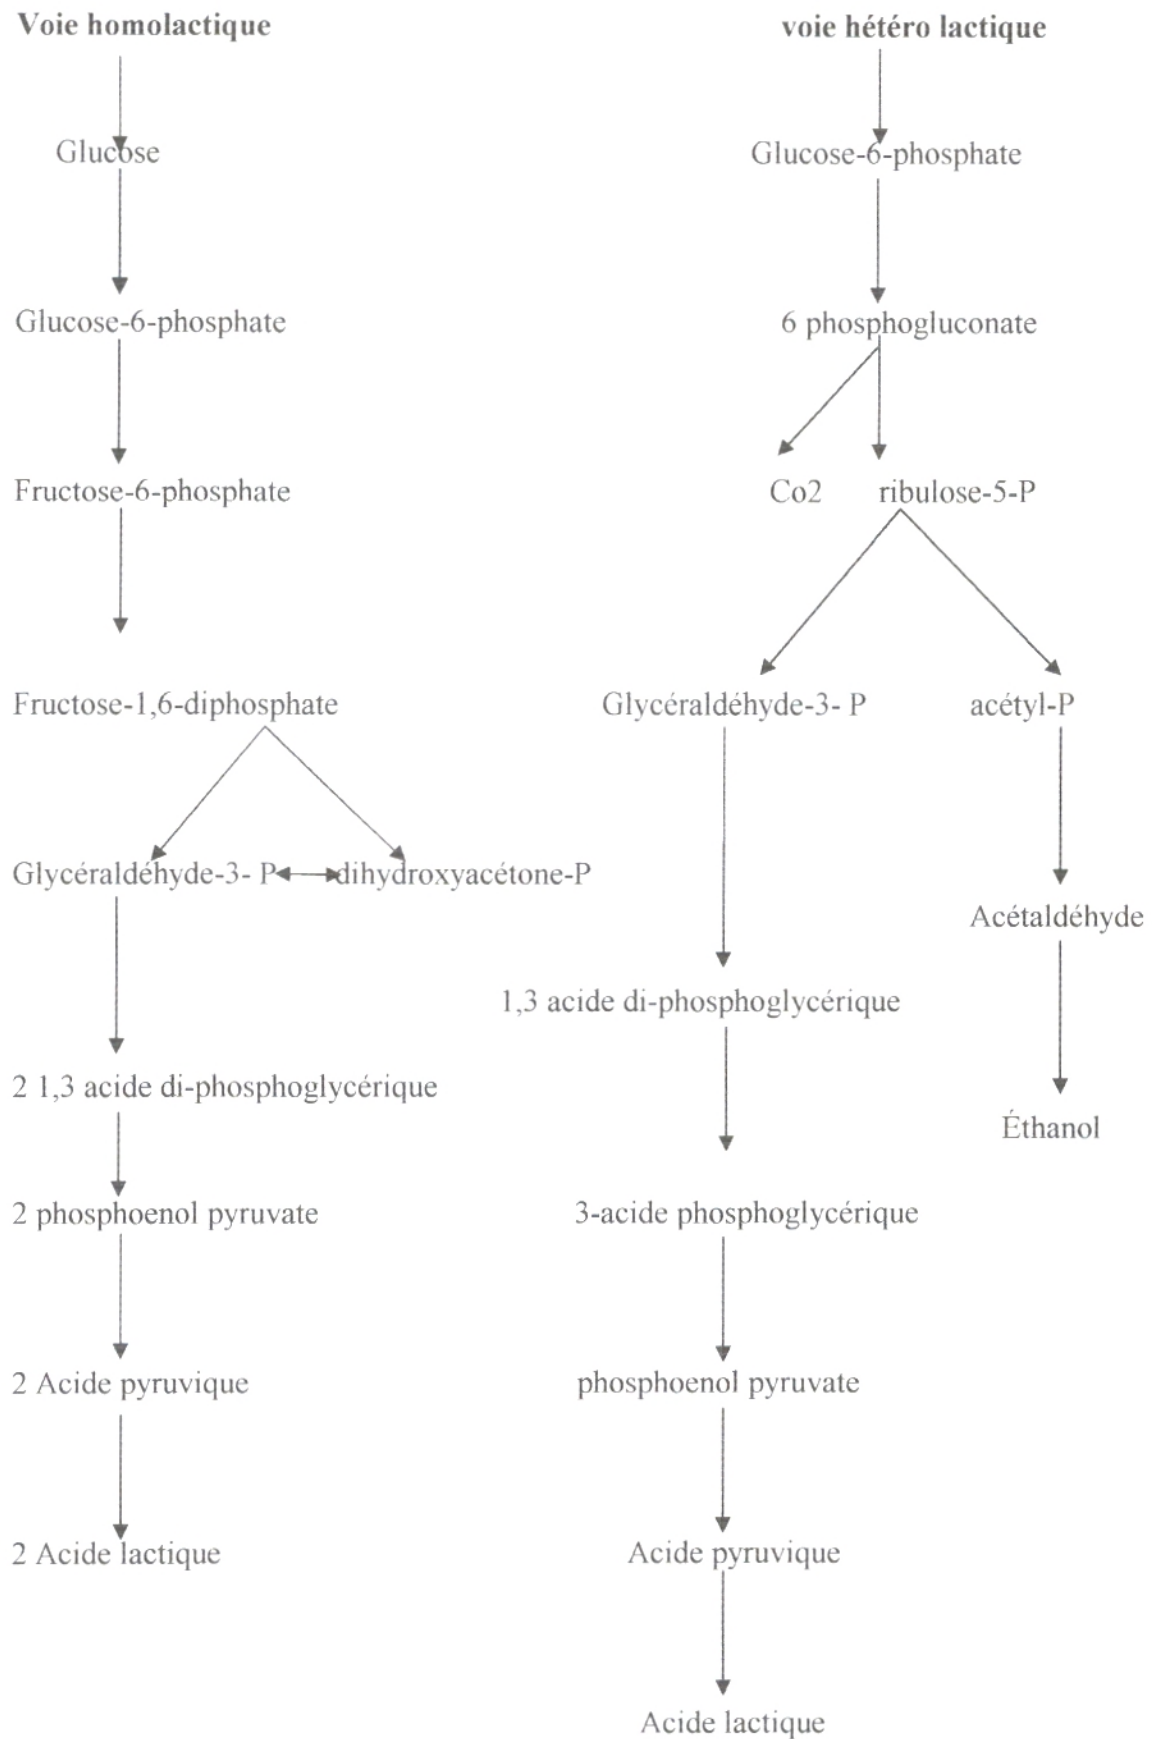 Voie homolactique
voie hétéro lactique
Glucose
Glucose-6-phosphate
Glucose-6-phosphate
6 phosphogluconate
Fructose-6-phosphate
Co2
ribulose-5-P
Fructose-1,6-diphosphate
Glycéraldéhyde-3- P
acétyl-P
Glycéraldéhyde-3- P
dihydroxyacétone-P
Acétaldéhyde
1,3 acide di-phosphoglycérique
2 1,3 acide di-phosphoglycérique
Éthanol
2 phosphoenol pyruvate
3-acide phosphoglycérique
2 Acide pyruvique
phosphoenol pyruvate
2 Acide lactique
Acide pyruvique
Acide lactique